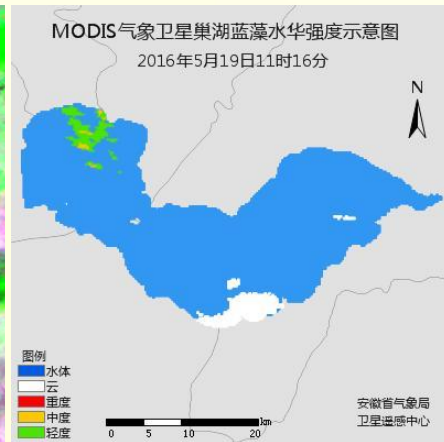 MODIS气象卫星巢湖蓝藻水华强度示意图
2016年5月19日11时16分
N
图例
水体
云
重度
中度
轻度
km
0 5 10 20
安徽省气象局
卫星遥感中心